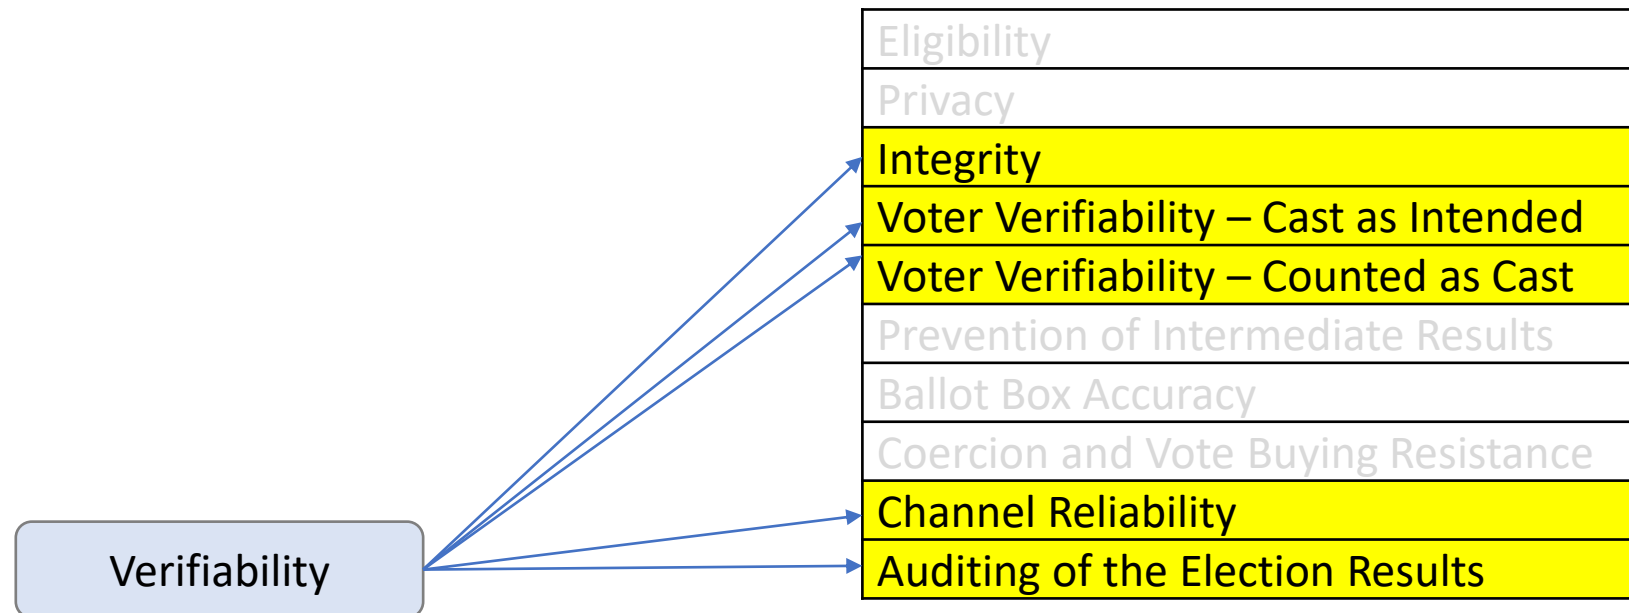 Eligibility
Privacy
Integrity
Voter Verifiability – Cast as Intended
Voter Verifiability – Counted as Cast
Prevention of Intermediate Results
Ballot Box Accuracy
Coercion and Vote Buying Resistance
Channel Reliability
Auditing of the Election Results
Verifiability